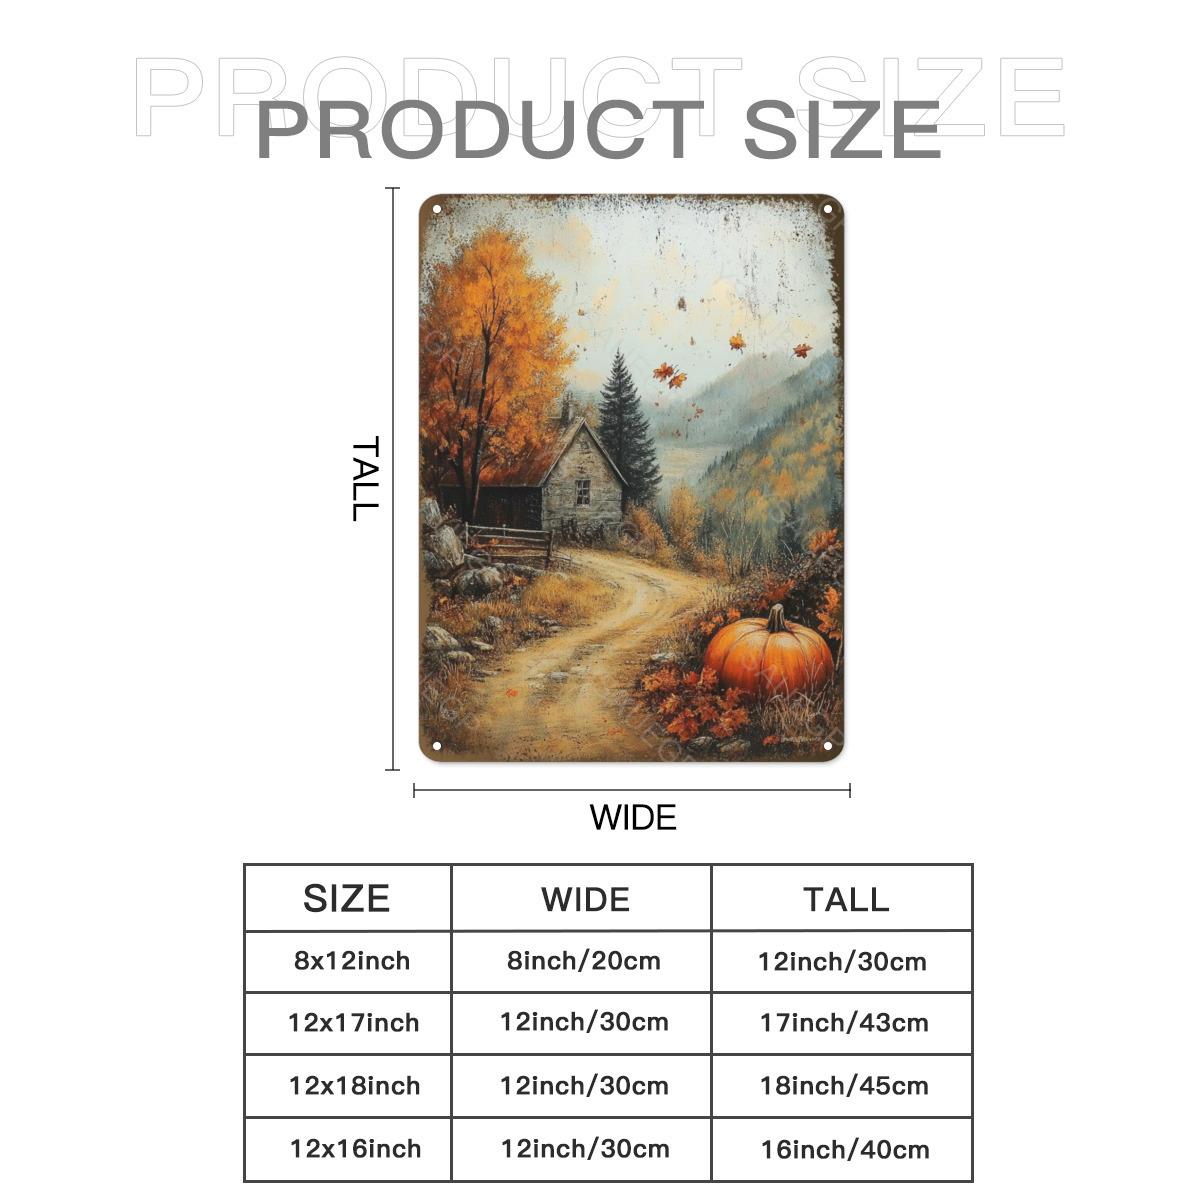 PRODUCT SIZE
PRODUCT SIZE
TALL
WIDE
SIZE WIDE TALL
8x12inch 8inch/20cm 12inch/30cm
12x17inch 12inch/30cm 17inch/43cm
12x18inch 12inch/30cm 18inch/45cm
12x16inch 12inch/30cm 16inch/40cm